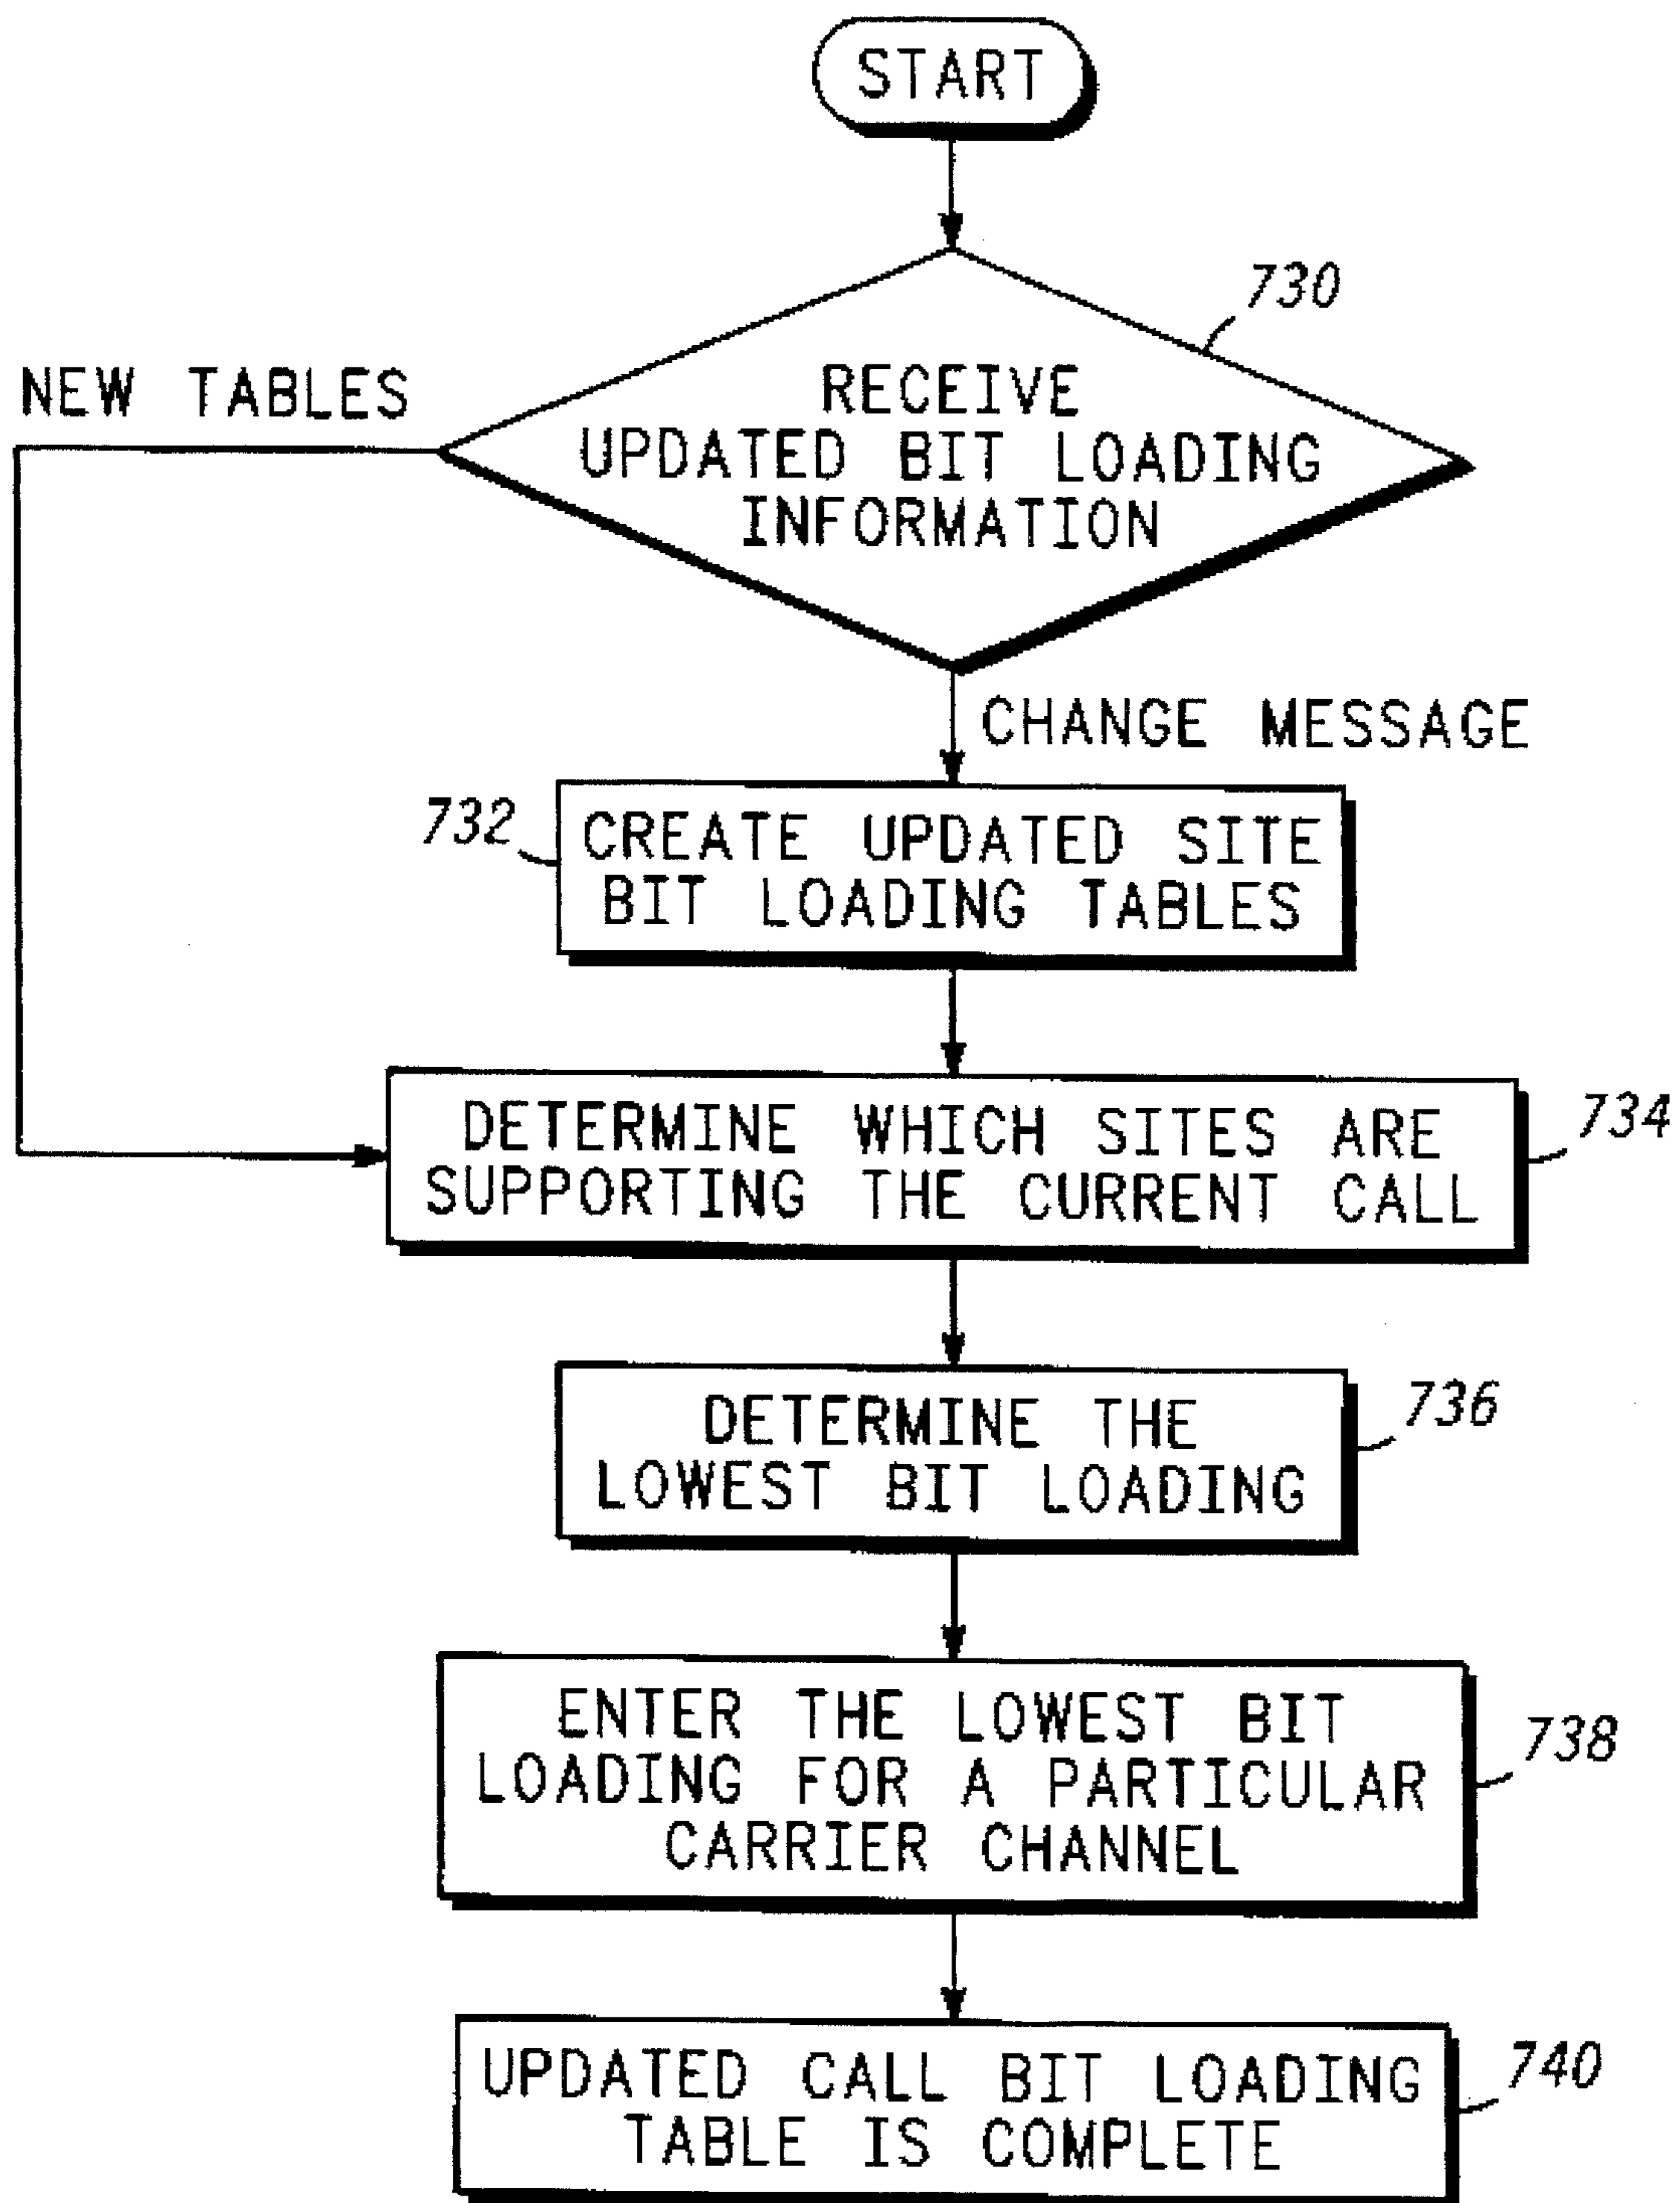 START
730
RECEIVE
UPDATED BIT LOADING
INFORMATION
NEW TABLES
CHANGE MESSAGE
732
CREATE UPDATED SITE
BIT LOADING TABLES
DETERMINE WHICH SITES ARE
SUPPORTING THE CURRENT CALL
734
DETERMINE THE
LOWEST BIT LOADING
736
ENTER THE LOWEST BIT
LOADING FOR A PARTICULAR
CARRIER CHANNEL
738
UPDATED CALL BIT LOADING
TABLE IS COMPLETE
740